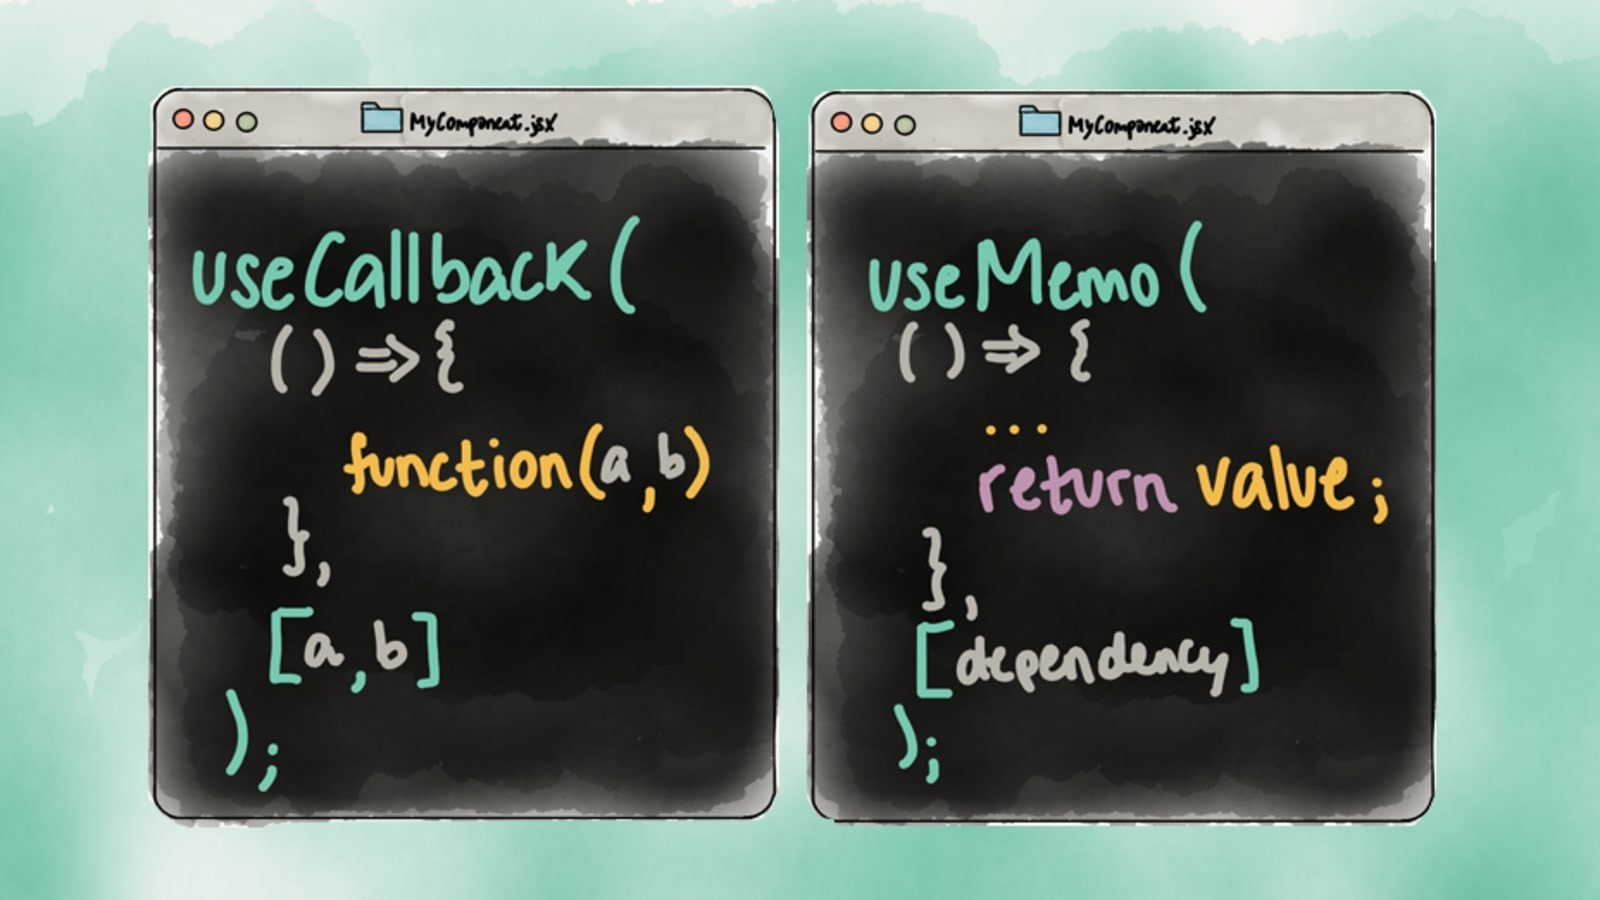 MyComponent.jsx
useCallback(
() => {
function(a,b)
},
[a,b]
);
MyComponent.jsx
useMemo(
() => {
...
return value;
},
[dependency]
);